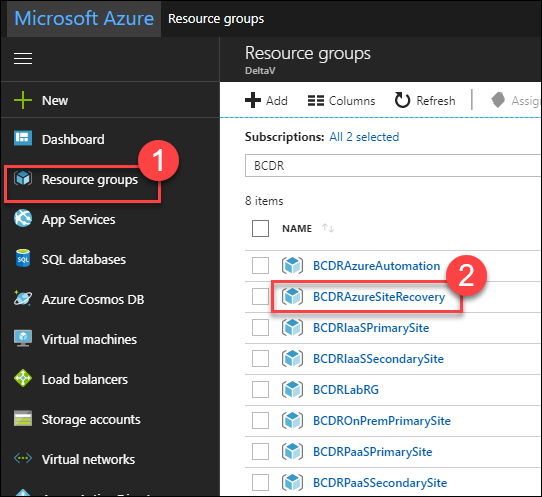 Microsoft Azure Resource groups
New
Dashboard
Resource groups
1
App Services
SQL databases
Azure Cosmos DB
Virtual machines
Load balancers
Storage accounts
Virtual networks
Resource groups
DeltaV
Add Columns Refresh Assig
Subscriptions: All 2 selected
BCDR
8 items
NAME
BCDRAzureAutomation
BCDRAzureSiteRecovery
2
BCDRIaaSPrimarySite
BCDRIaaSSecondarySite
BCDRLabRG
BCDROnPremPrimarySite
BCDRPaaSPrimarySite
BCDRPaaSSecondarySite